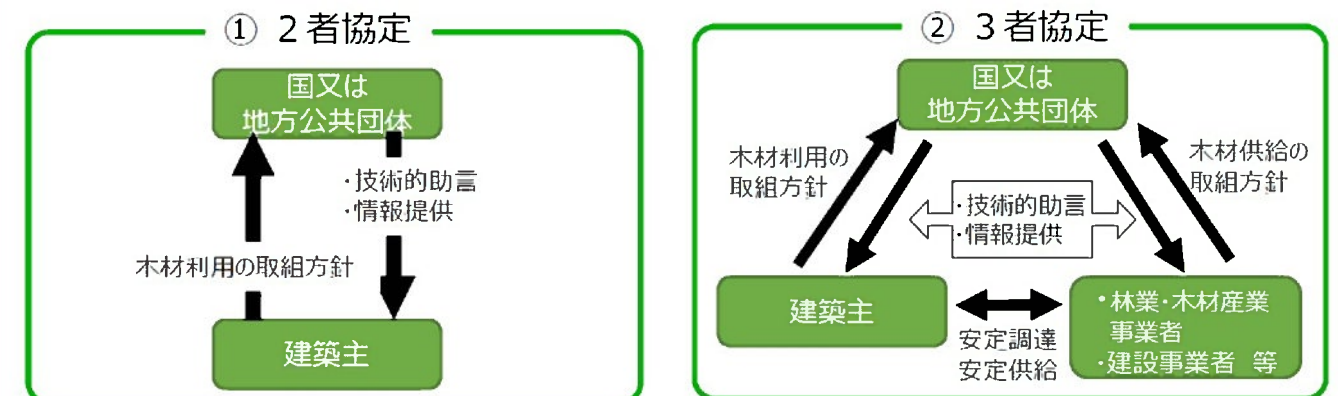 ① 2者協定
国又は
地方公共団体
・技術的助言
・情報提供
木材利用の取組方針
建築主
② 3者協定
国又は
地方公共団体
木材利用の
取組方針
木材供給の
取組方針
・技術的助言
・情報提供
建築主
安定調達
安定供給
・林業・木材産業
事業者
・建設事業者 等